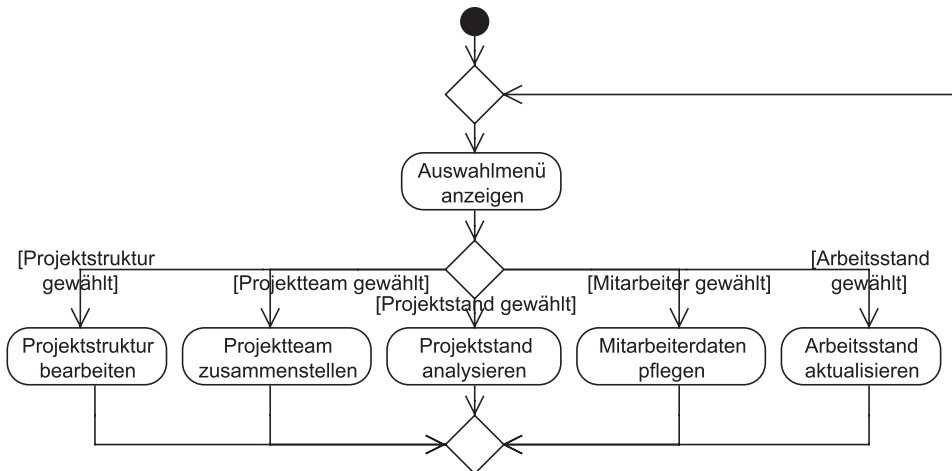 Auswahlmenü
anzeigen
[Projektstruktur
gewählt]
[Projektteam gewählt]
[Projektstand gewählt]
[Mitarbeiter gewählt]
[Arbeitsstand
gewählt]
Projektstruktur
bearbeiten
Projektteam
zusammenstellen
Projektstand
analysieren
Mitarbeiterdaten
pflegen
Arbeitsstand
aktualisieren